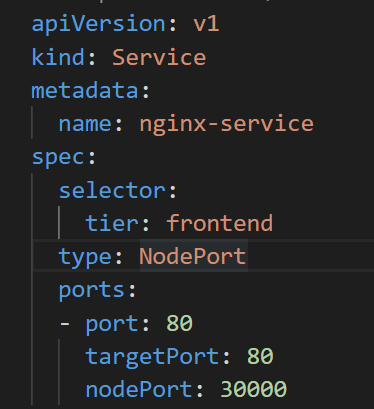 apiVersion: v1
kind: Service
metadata:
  name: nginx-service
spec:
  selector:
    tier: frontend
  type: NodePort
  ports:
  - port: 80
    targetPort: 80
    nodePort: 30000